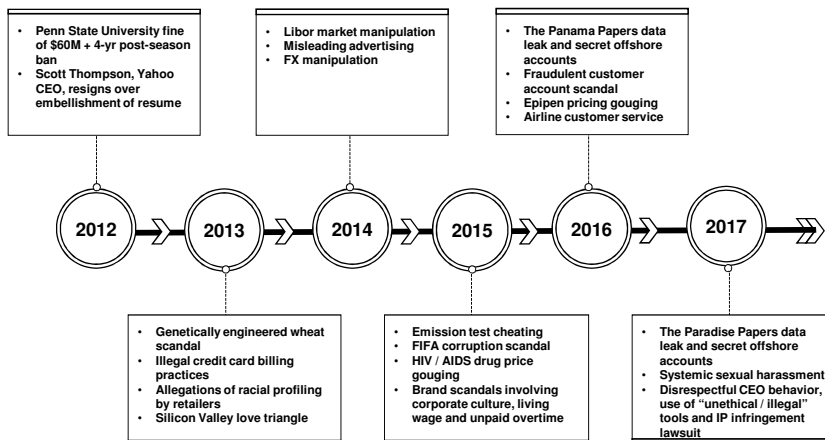 • Penn State University fine
of $60M + 4-yr post-season
ban
• Scott Thompson, Yahoo
CEO, resigns over
embellishment of resume
• Libor market manipulation
• Misleading advertising
• FX manipulation
• The Panama Papers data
leak and secret offshore
accounts
• Fraudulent customer
account scandal
• Epipen pricing gouging
• Airline customer service
2012
2013
2014
2015
2016
2017
• Genetically engineered wheat
scandal
• Illegal credit card billing
practices
• Allegations of racial profiling
by retailers
• Silicon Valley love triangle
• Emission test cheating
• FIFA corruption scandal
• HIV / AIDS drug price
gouging
• Brand scandals involving
corporate culture, living
wage and unpaid overtime
• The Paradise Papers data
leak and secret offshore
accounts
• Systemic sexual harassment
• Disrespectful CEO behavior,
use of “unethical / illegal”
tools and IP infringement
lawsuit